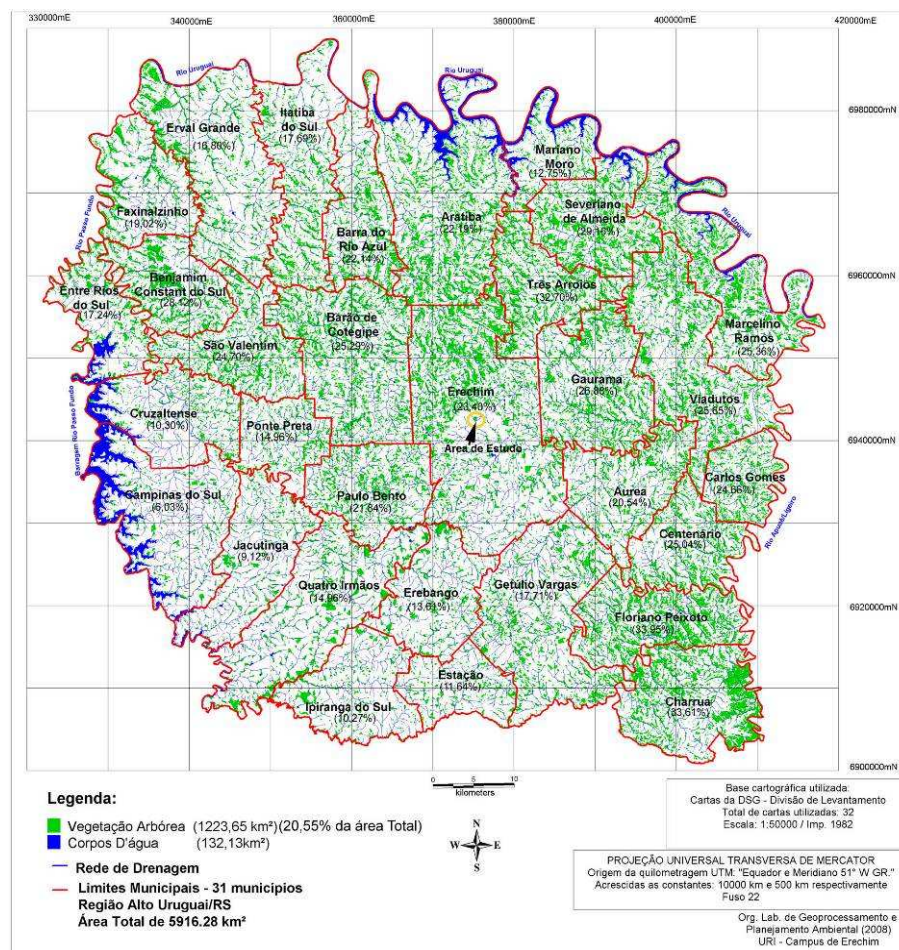 330000mE
340000mE
360000mE
380000mE
400000mE
420000mE
Rio Uruguai
Rio Uruguai
6980000mN
Itatiba
do Sul
(17.69%)
Erval Grande
Mariano
Moro
(12,75%)
Faxinalzinho
(19,02%)
Severiano
de Almeida
Aratiba
(22,19%)
Barra do
Rio Azul
(22,14%)
Rio Uruguai
Rio Passo Fundo
6960000mN
Entre Rios
do Sul
(17.24%)
Benjamim
Constant do Sul
Três Arroios
(32,70%)
Barão de
Cotegipe
(25,29%)
Marcelino
Ramos
(25,36%)
São Valentim
Gaurama
Erechim
Viadutos
(25,65%)
Cruzaltense
(10,30%)
Ponte Preta
(14,96%)
Área de Estudo
6940000mN
Barragem Rio Passo Fundo
Campinas do Sul
(6,03%)
Paulo Bento
(21,84%)
Aurea
(20,54%)
Carlos Gomes
(24,66%)
Centenário
(25,04%)
Jacutinga
(9,12%)
Quatro Irmãos
(14,96%)
Erebango
Getúlio Vargas
(17,71%)
6920000mN
Floriano Peixoto
(33,95%)
Estação
(11,64%)
Charrua
(33,61%)
Ipiranga do Sul
(10,27%)
6900000mN
0 5 10
kilometers
Legenda:
Vegetação Arbórea (1223,65 km²)(20,55% da área Total)
Corpos D'água (132,13km²)
Rede de Drenagem
Limites Municipais - 31 municipios
Região Alto Uruguai/RS
Área Total de 5916.28 km²
N
W E
S
Base cartográfica utilizada:
Cartas da DSG - Divisão de Levantamento
Total de cartas utilizadas: 32
Escala: 1:50000 / Imp. 1982
PROJEÇÃO UNIVERSAL TRANSVERSA DE MERCATOR
Origem da quilometragem UTM: "Equador e Meridiano 51° W GR."
Acrescidas as constantes: 10000 km e 500 km respectivamente
Fuso 22
Org. Lab. de Geoprocessamento e
Planejamento Ambiental (2008)
URI - Campus de Erechim